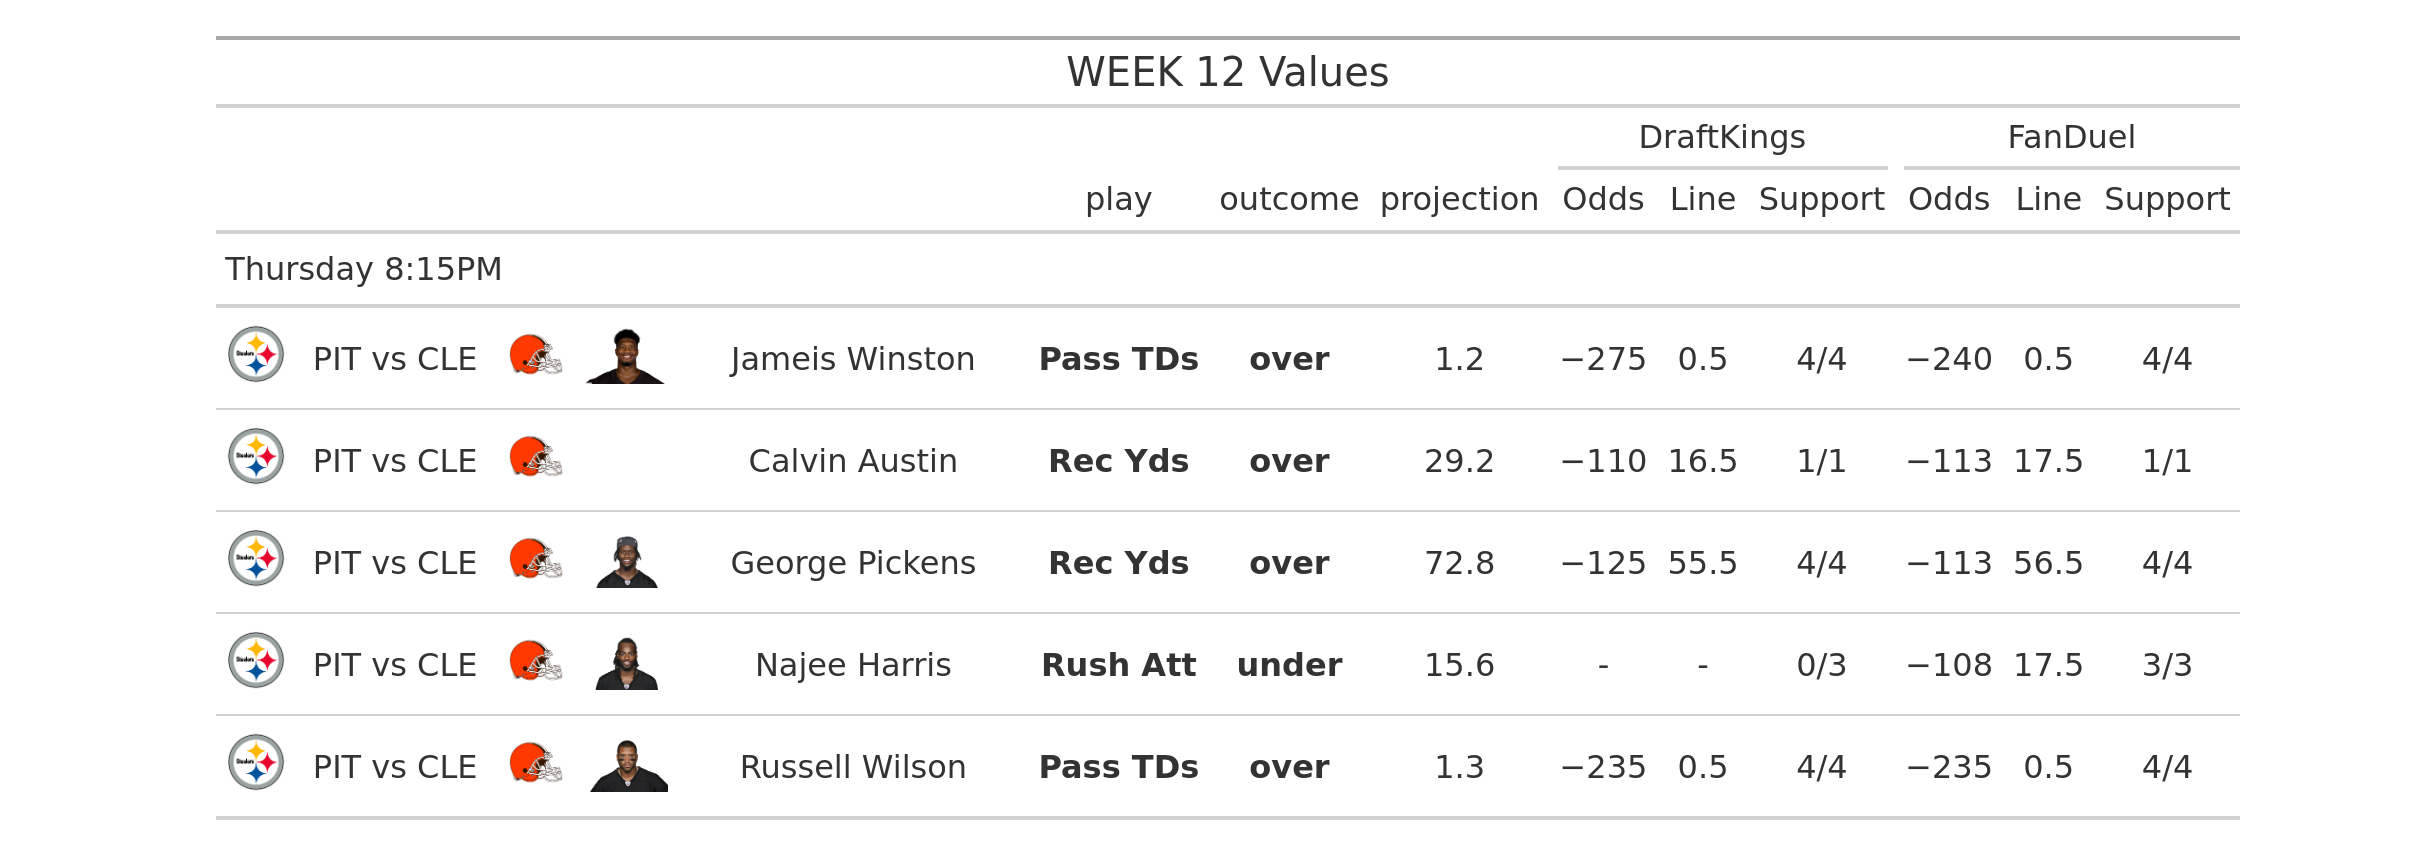 WEEK 12 Values
DraftKings FanDuel
play outcome projection Odds Line Support Odds Line Support
Thursday 8:15PM
Steelers PIT vs CLE Jameis Winston Pass TDs over 1.2 −275 0.5 4/4 −240 0.5 4/4
Steelers PIT vs CLE Calvin Austin Rec Yds over 29.2 −110 16.5 1/1 −113 17.5 1/1
Steelers PIT vs CLE George Pickens Rec Yds over 72.8 −125 55.5 4/4 −113 56.5 4/4
Steelers PIT vs CLE Najee Harris Rush Att under 15.6 - - 0/3 −108 17.5 3/3
Steelers PIT vs CLE Russell Wilson Pass TDs over 1.3 −235 0.5 4/4 −235 0.5 4/4